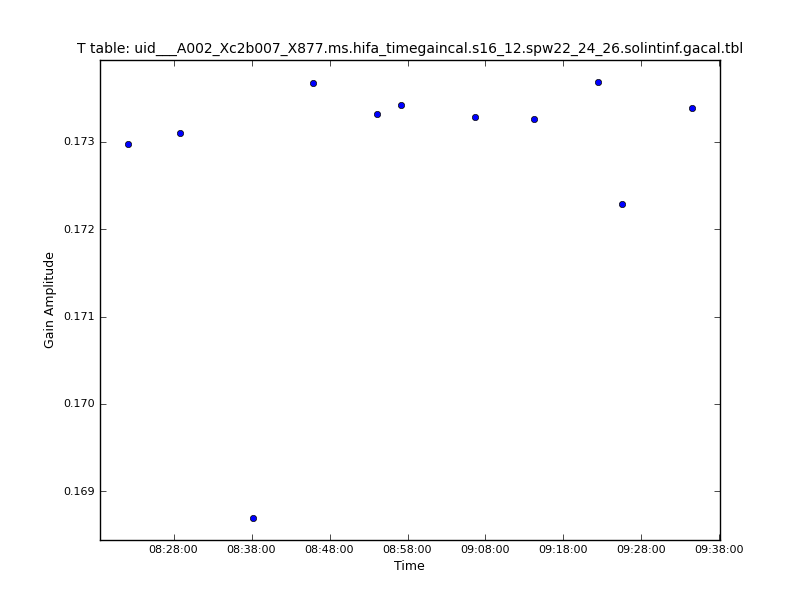 T table: uid___A002_Xc2b007_X877.ms.hifa_timegaincal.s16_12.spw22_24_26.solintinf.gacal.tbl
0.173
0.172
0.171
0.170
0.169
Gain Amplitude
08:28:00 08:38:00 08:48:00 08:58:00 09:08:00 09:18:00 09:28:00 09:38:00
Time